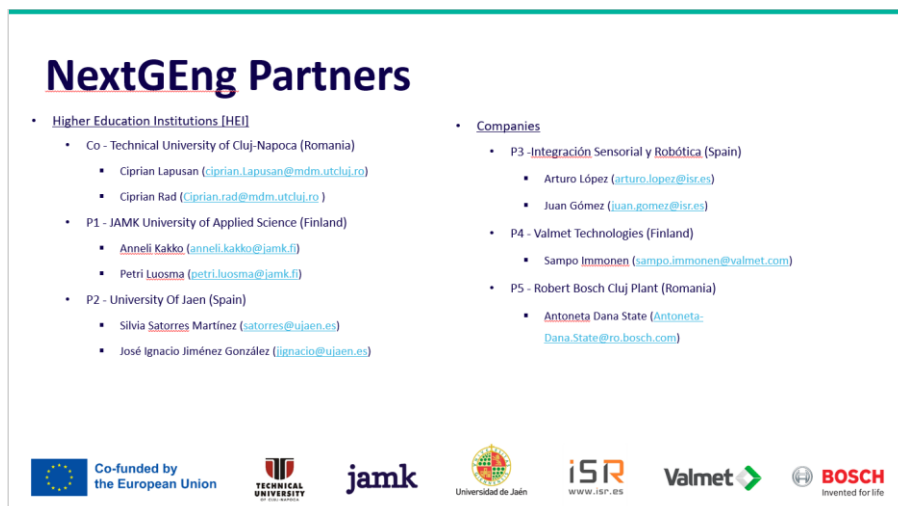 NextGEng Partners
• Higher Education Institutions [HEI]
• Co - Technical University of Cluj-Napoca (Romania)
▪ Ciprian Lapusan (ciprian.Lapusan@mdm.utcluj.ro)
▪ Ciprian Rad (Ciprian.rad@mdm.utcluj.ro )
• P1 - JAMK University of Applied Science (Finland)
▪ Anneli Kakko (anneli.kakko@jamk.fi)
▪ Petri Luosma (petri.luosma@jamk.fi)
• P2 - University Of Jaen (Spain)
▪ Silvia Satorres Martínez (satorres@ujaen.es)
▪ José Ignacio Jiménez González (jignacio@ujaen.es)
• Companies
• P3 -Integración Sensorial y Robótica (Spain)
▪ Arturo López (arturo.lopez@isr.es)
▪ Juan Gómez (juan.gomez@isr.es)
• P4 - Valmet Technologies (Finland)
▪ Sampo Immonen (sampo.immonen@valmet.com)
• P5 - Robert Bosch Cluj Plant (Romania)
▪ Antoneta Dana State (Antoneta-
Dana.State@ro.bosch.com)
Co-funded by
the European Union
TECHNICAL
UNIVERSITY
OF CLUJ-NAPOCA
jamk
Universidad de Jaén
iSR
www.isr.es
Valmet
BOSCH
Invented for life